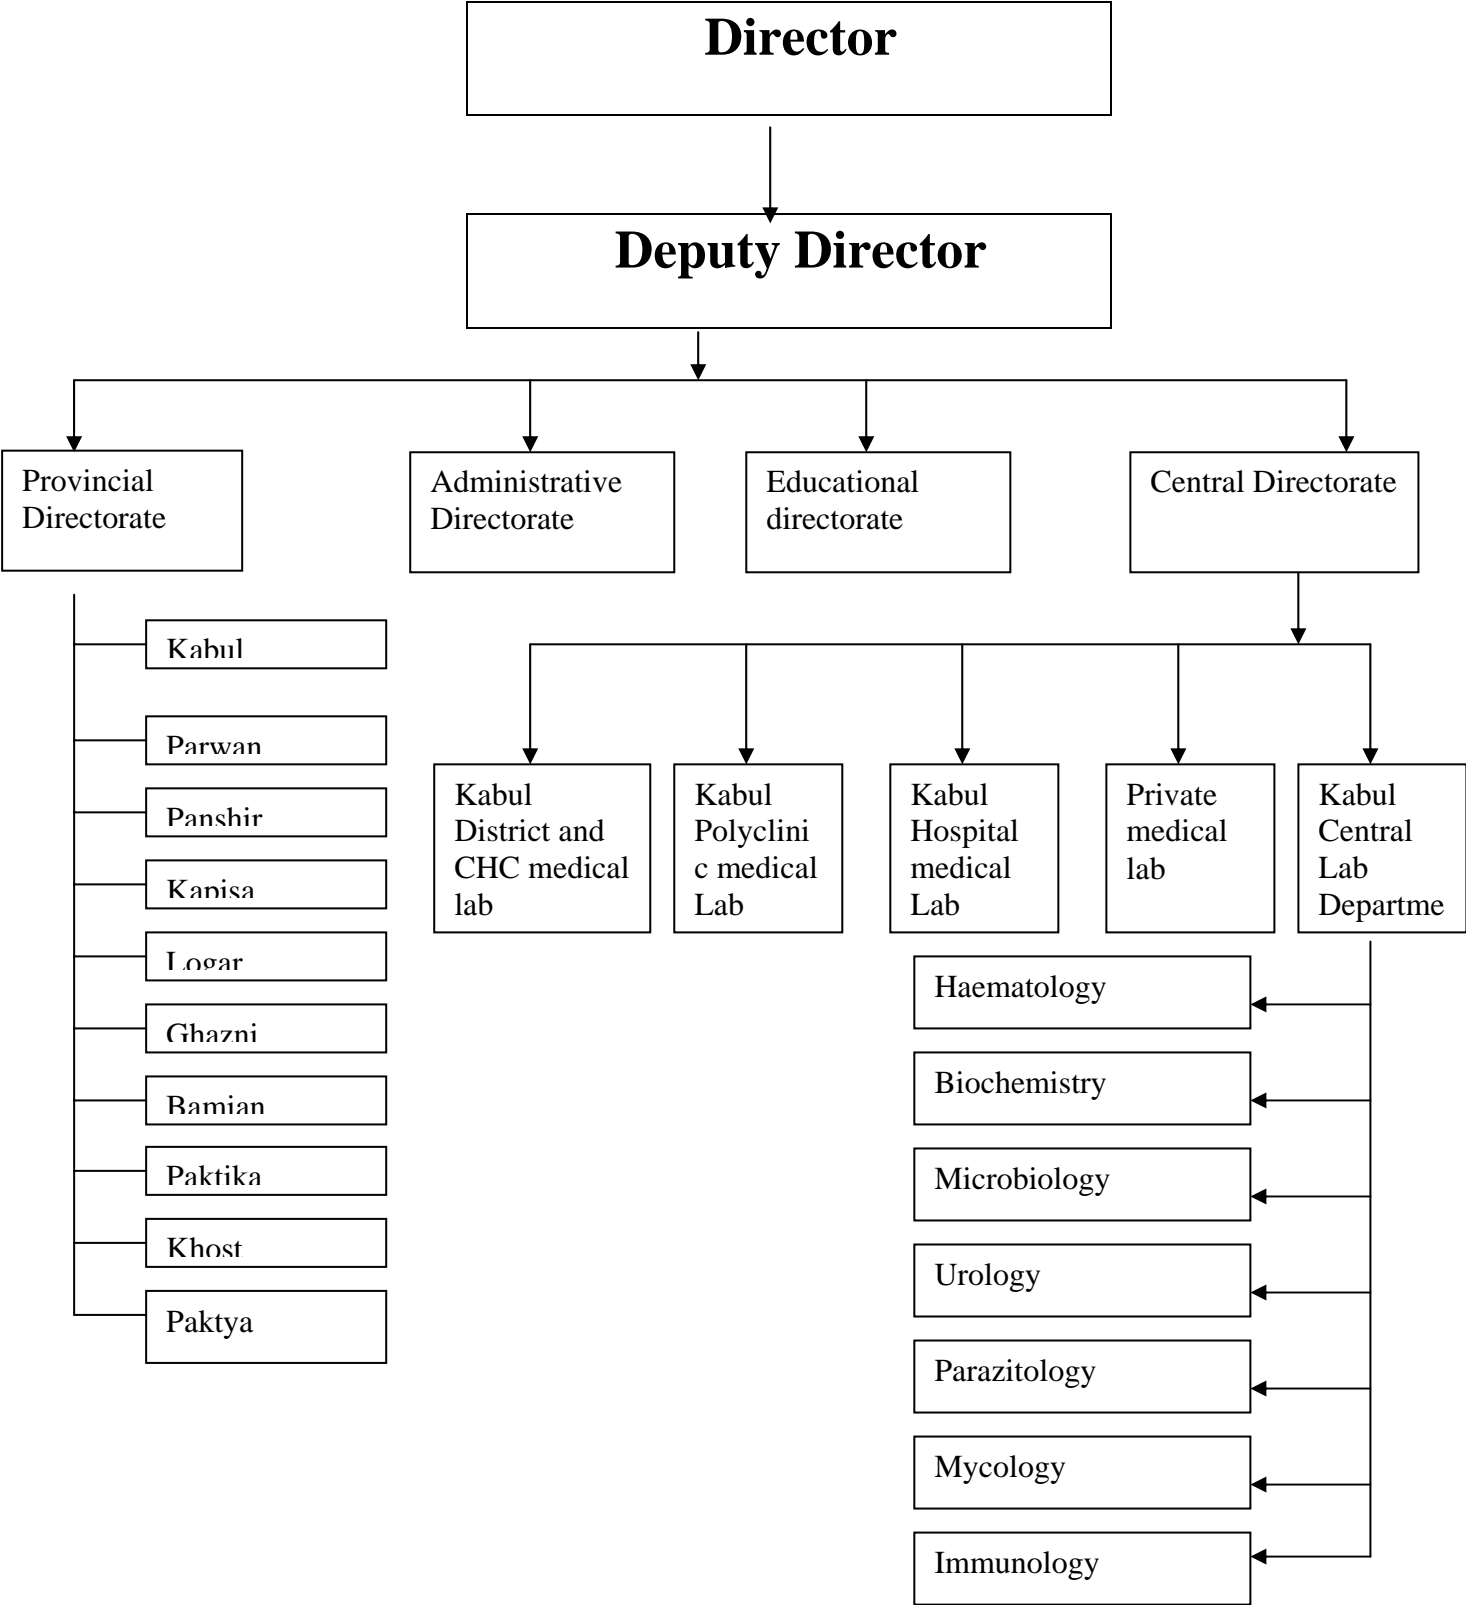 Director
Deputy Director
Provincial
Directorate
Administrative
Directorate
Educational
directorate
Central Directorate
Kabul
Parwan
Panshir
Kapisa
Logar
Ghazni
Bamian
Paktika
Khost
Paktya
Kabul
District and
CHC medical
lab
Kabul
Polyclini
c medical
Lab
Kabul
Hospital
medical
Lab
Private
medical
lab
Kabul
Central
Lab
Departme
Haematology
Biochemistry
Microbiology
Urology
Parazitology
Mycology
Immunology